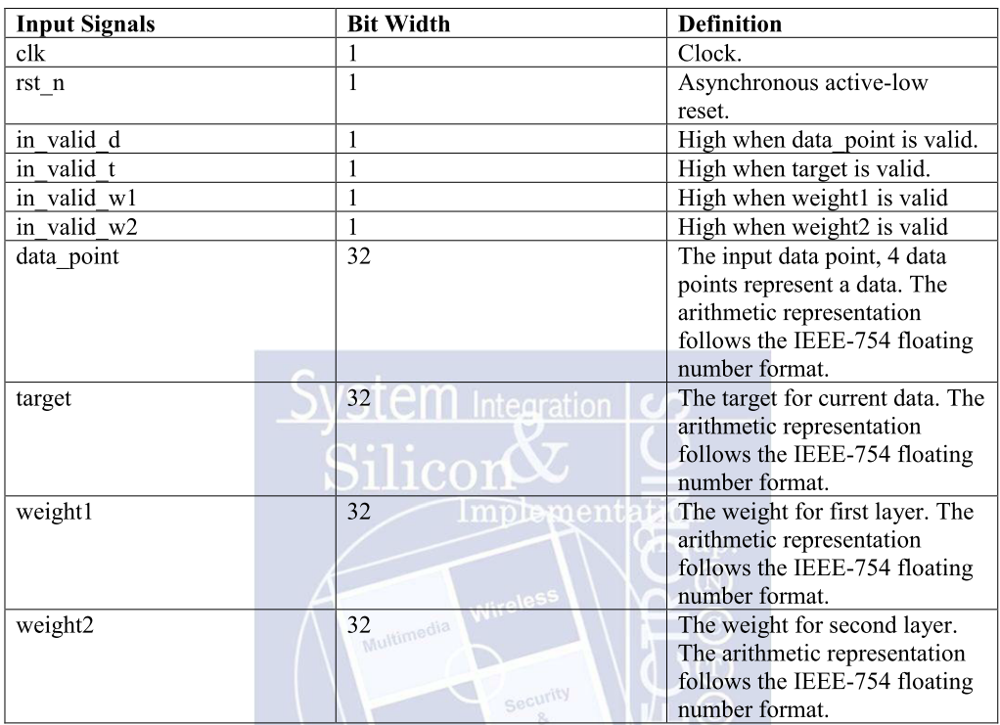 Input Signals Bit Width Definition
clk 1 Clock.
rst_n 1 Asynchronous active-low
reset.
in_valid_d 1 High when data_point is valid.
in_valid_t 1 High when target is valid.
in_valid_w1 1 High when weight1 is valid
in_valid_w2 1 High when weight2 is valid
data_point 32 The input data point, 4 data
points represent a data. The
arithmetic representation
follows the IEEE-754 floating
number format.
target 32 The target for current data. The
arithmetic representation
follows the IEEE-754 floating
number format.
weight1 32 The weight for first layer. The
arithmetic representation
follows the IEEE-754 floating
number format.
weight2 32 The weight for second layer.
The arithmetic representation
follows the IEEE-754 floating
number format.
System Integration
&
Silicon
Multimedia
Wireless
Security
&